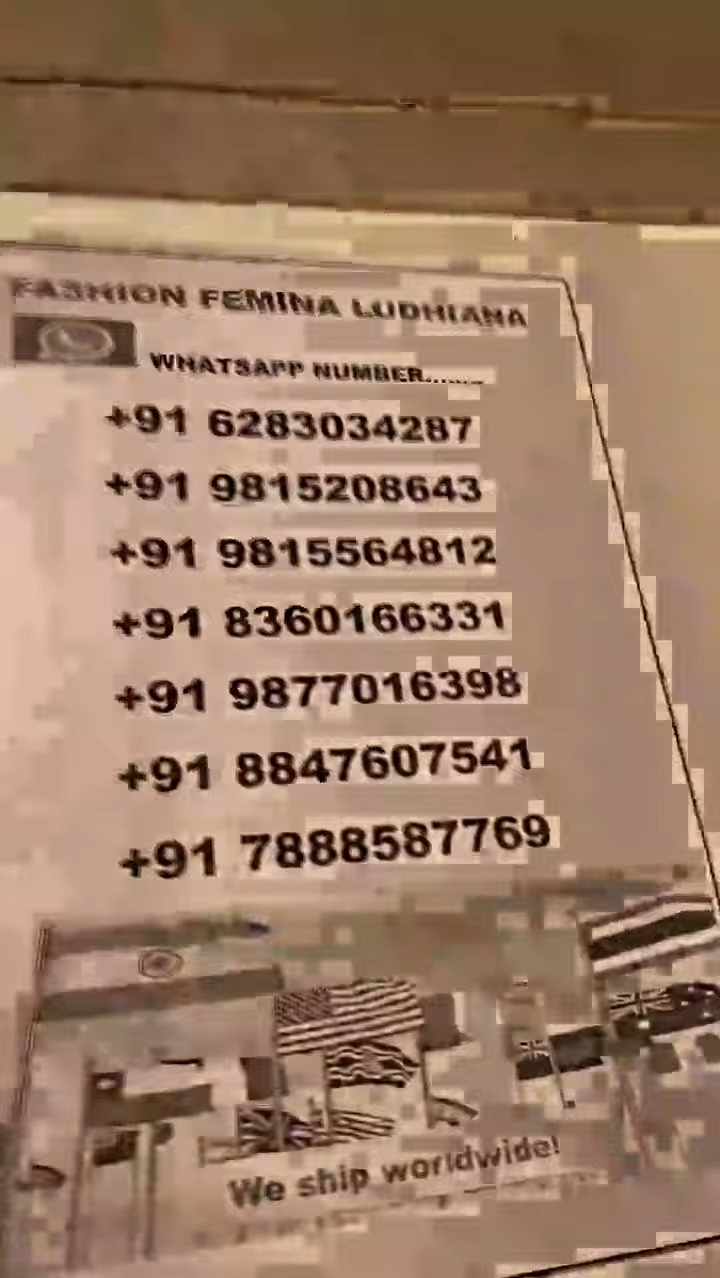 FASHION FEMINA LUDHIANA
WHATSAPP NUMBER.......
+91 6283034287
+91 9815208643
+91 9815564812
+91 8360166331
+91 9877016398
+91 8847607541
+91 7888587769
We ship worldwide!